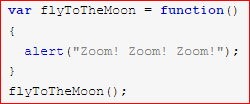 var flyToTheMoon = function()
{
  alert("Zoom! Zoom! Zoom!");
}
flyToTheMoon();